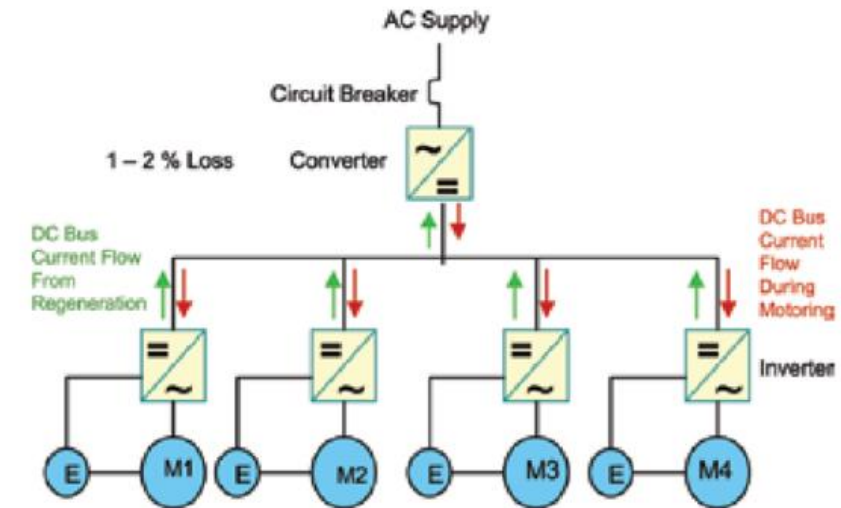 AC Supply
Circuit Breaker
1 – 2 % Loss
Converter
DC Bus
Current Flow
From
Regeneration
DC Bus
Current
Flow
During
Motoring
Inverter
E
M1
E
M2
E
M3
E
M4